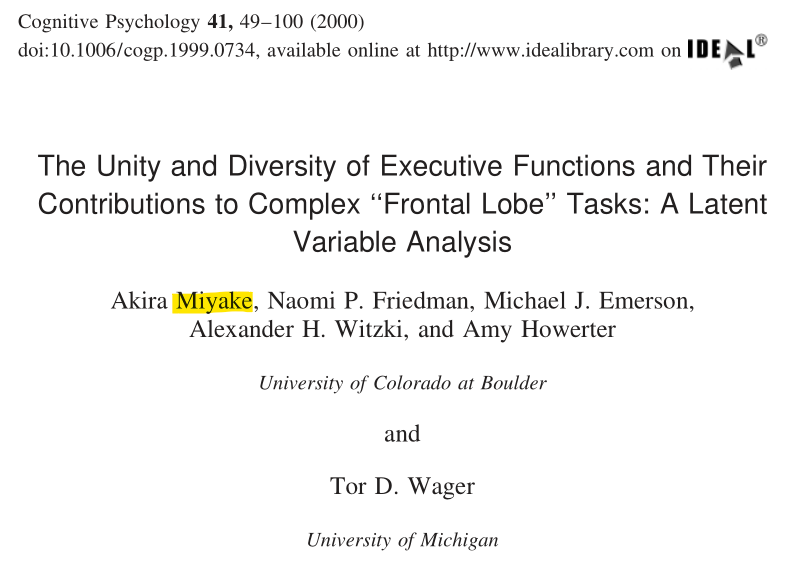 Cognitive Psychology 41, 49–100 (2000)
doi:10.1006/cogp.1999.0734, available online at http://www.idealibrary.com on IDEAL®
The Unity and Diversity of Executive Functions and Their
Contributions to Complex ‘‘Frontal Lobe’’ Tasks: A Latent
Variable Analysis
Akira Miyake, Naomi P. Friedman, Michael J. Emerson,
Alexander H. Witzki, and Amy Howerter
University of Colorado at Boulder
and
Tor D. Wager
University of Michigan